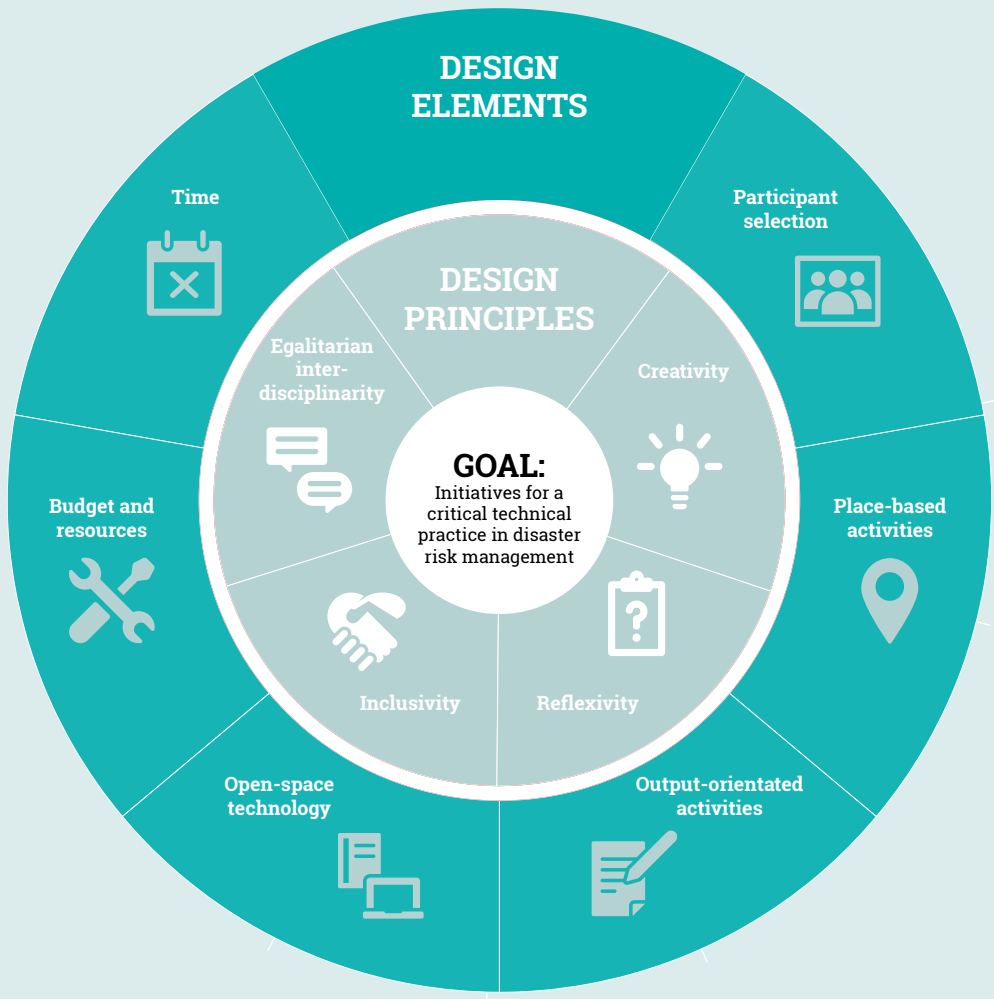 DESIGN
ELEMENTS
Time
Participant
selection
DESIGN
PRINCIPLES
Egalitarian
inter-
disciplinarity
Creativity
GOAL:
Initiatives for a
critical technical
practice in disaster
risk management
Budget and
resources
Place-based
activities
Inclusivity
Reflexivity
?
Open-space
technology
Output-orientated
activities